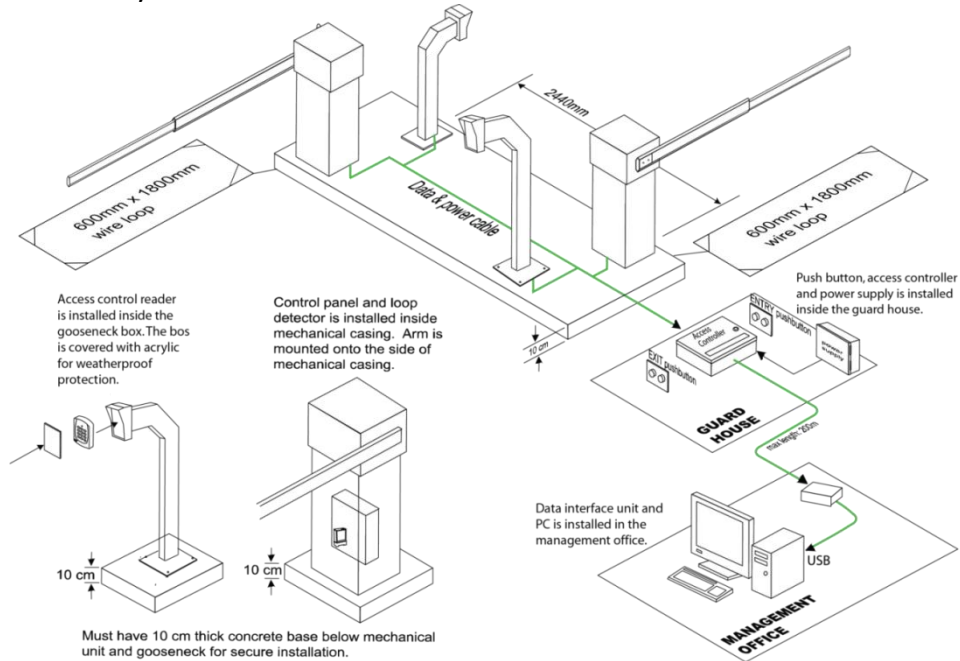 2440mm
600mm x 1800mm
wire loop
Data & power cable
600mm x 1800mm
wire loop
10 cm
Access control reader
is installed inside the
gooseneck box. The bos
is covered with acrylic
for weatherproof
protection.
Control panel and loop
detector is installed inside
mechanical casing. Arm is
mounted onto the side of
mechanical casing.
Push button, access controller
and power supply is installed
inside the guard house.
ENTRY pushbutton
Access
Controller
power
supply
EXIT pushbutton
GUARD
HOUSE
max length: 200m
Data interface unit and
PC is installed in the
management office.
USB
MANAGEMENT
OFFICE
10 cm
10 cm
Must have 10 cm thick concrete base below mechanical
unit and gooseneck for secure installation.